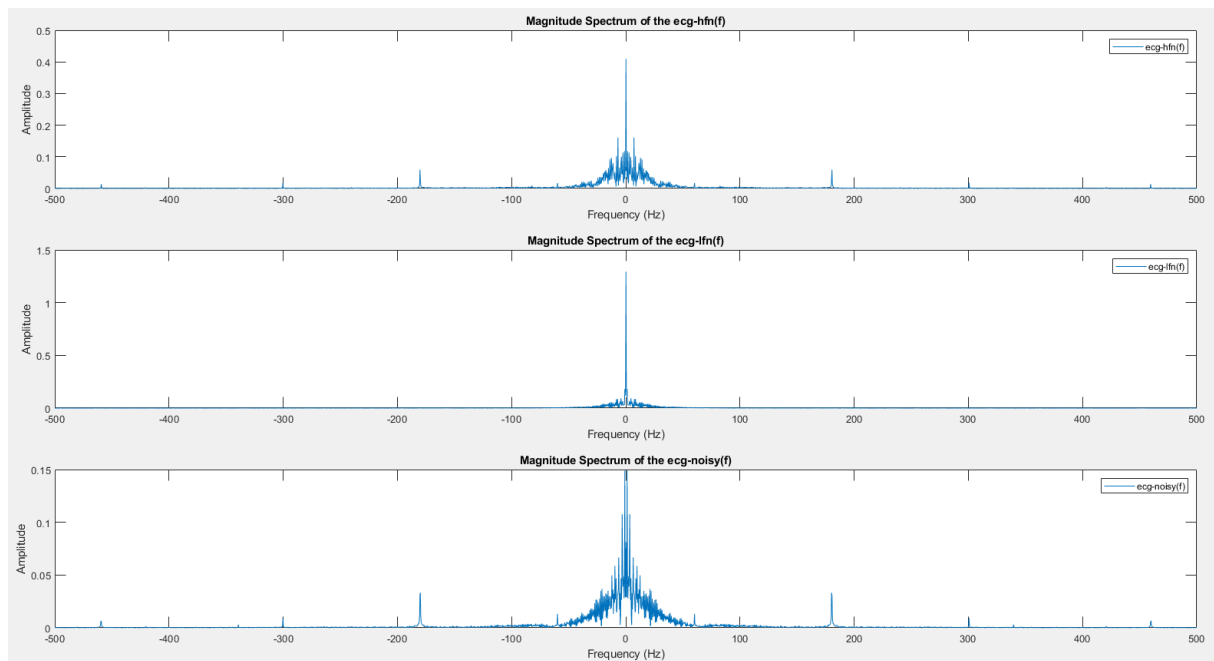 Magnitude Spectrum of the ecg-hfn(f)
0.5
0.4
0.3
0.2
0.1
0
Amplitude
ecg-hfn(f)
-500 -400 -300 -200 -100 0 100 200 300 400 500
Frequency (Hz)
Magnitude Spectrum of the ecg-lfn(f)
1.5
1
0.5
0
Amplitude
ecg-lfn(f)
-500 -400 -300 -200 -100 0 100 200 300 400 500
Frequency (Hz)
Magnitude Spectrum of the ecg-noisy(f)
0.15
0.1
0.05
0
Amplitude
ecg-noisy(f)
-500 -400 -300 -200 -100 0 100 200 300 400 500
Frequency (Hz)